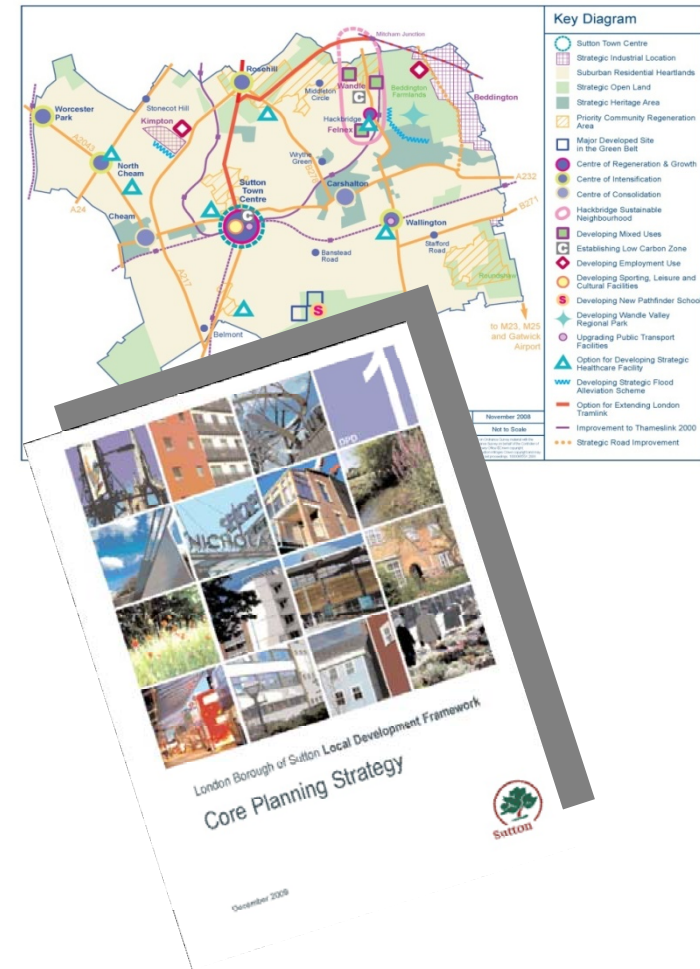 Key Diagram
Sutton Town Centre
Strategic Industrial Location
Suburban Residential Heartlands
Strategic Open Land
Strategic Heritage Area
Priority Community Regeneration
Area
Major Developed Site
in the Green Belt
Centre of Regeneration & Growth
Centre of Intensification
Centre of Consolidation
Hackbridge Sustainable
Neighbourhood
Developing Mixed Uses
C
Establishing Low Carbon Zone
Developing Employment Use
Developing Sporting, Leisure and
Cultural Facilities
S
Developing New Pathfinder School
Developing Wandle Valley
Regional Park
Upgrading Public Transport
Facilities
Option for Developing Strategic
Healthcare Facility
Developing Strategic Flood
Alleviation Scheme
Option for Extending London
Tramlink
Improvement to Thameslink 2000
Strategic Road Improvement
Mitcham Junction
Rosehill
Wandle
Middleton
Circle
C
Beddington
Farmlands
Beddington
Stonecot Hill
Worcester
Park
Kimpton
Hackbridge
Felnex
A2043
North
Cheam
Wrythe
Green
B277
A24
Sutton
Town
Centre
Carshalton
A232
B271
C
Cheam
Wallington
Stafford
Road
Banstead
Road
A217
Roundshaw
S
Belmont
to M23, M25
and Gatwick
Airport
November 2008
Not to Scale
1
DPD
NICHOLA
E
London Borough of Sutton Local Development Framework
Core Planning Strategy
Sutton
December 2009